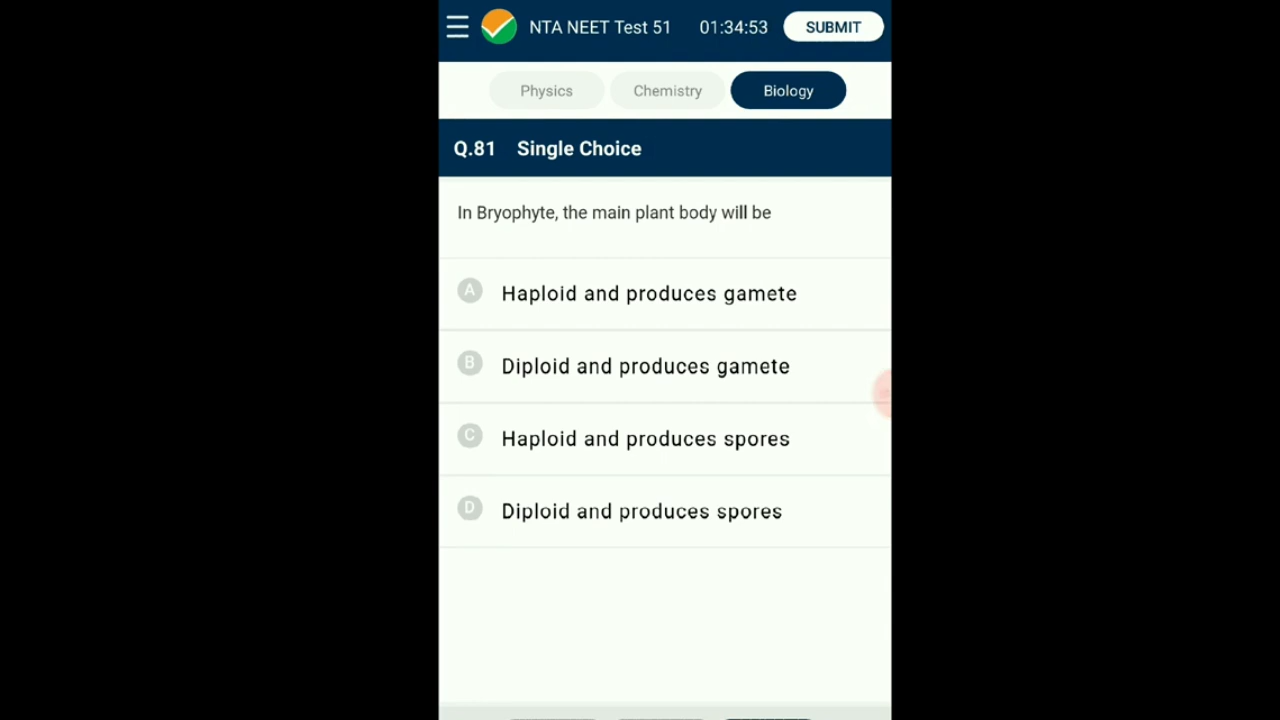 NTA NEET Test 51 01:34:53 SUBMIT
Physics Chemistry Biology
Q.81 Single Choice
In Bryophyte, the main plant body will be
A Haploid and produces gamete
B Diploid and produces gamete
C Haploid and produces spores
D Diploid and produces spores